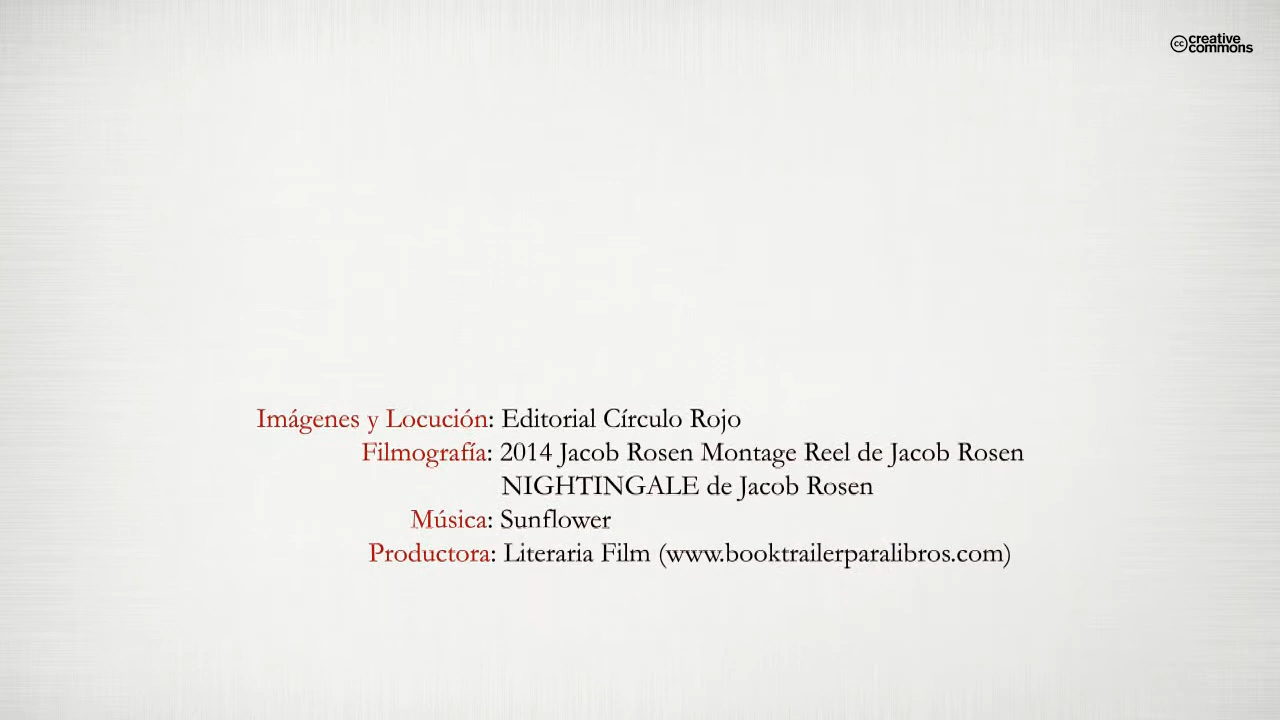 cc creative
commons
Imágenes y Locución: Editorial Círculo Rojo
Filmografía: 2014 Jacob Rosen Montage Reel de Jacob Rosen
NIGHTINGALE de Jacob Rosen
Música: Sunflower
Productora: Literaria Film (www.booktrailerparalibros.com)